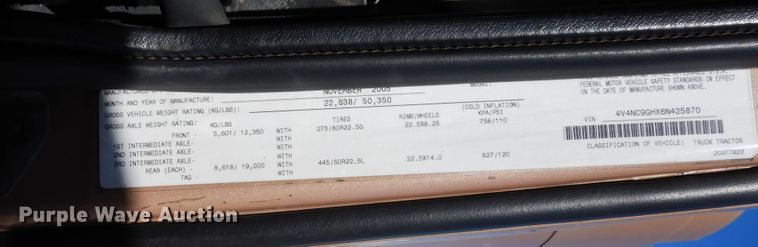 MANUFACTURED BY:
MONTH AND YEAR OF MANUFACTURE: NOVEMBER 2005
GROSS VEHICLE WEIGHT RATING (KG/LBS) 22,838/ 50,350
GROSS AXLE WEIGHT RATING: KG/LBS TIRES RIMS/WHEELS (COLD INFLATION) KPA/PSI
FRONT - 5,601/ 12,350 WITH 275/80R22.5G 22.5X8.25 758/110
1ST INTERMEDIATE AXLE- WITH
2ND INTERMEDIATE AXLE- WITH
3RD INTERMEDIATE AXLE- WITH
REAR (EACH) - 8,618/ 19,000 WITH 445/50R22.5L 22.5X14.0 827/120
TAG - WITH
MODEL:
FEDERAL MOTOR VEHICLE SAFETY STANDARDS IN EFFECT
ON THE DATE OF MANUFACTURE SHOWN ABOVE.
VIN 4V4NC9GHX6N425870
CLASSIFICATION OF VEHICLE: TRUCK TRACTOR
20377923
Purple Wave Auction